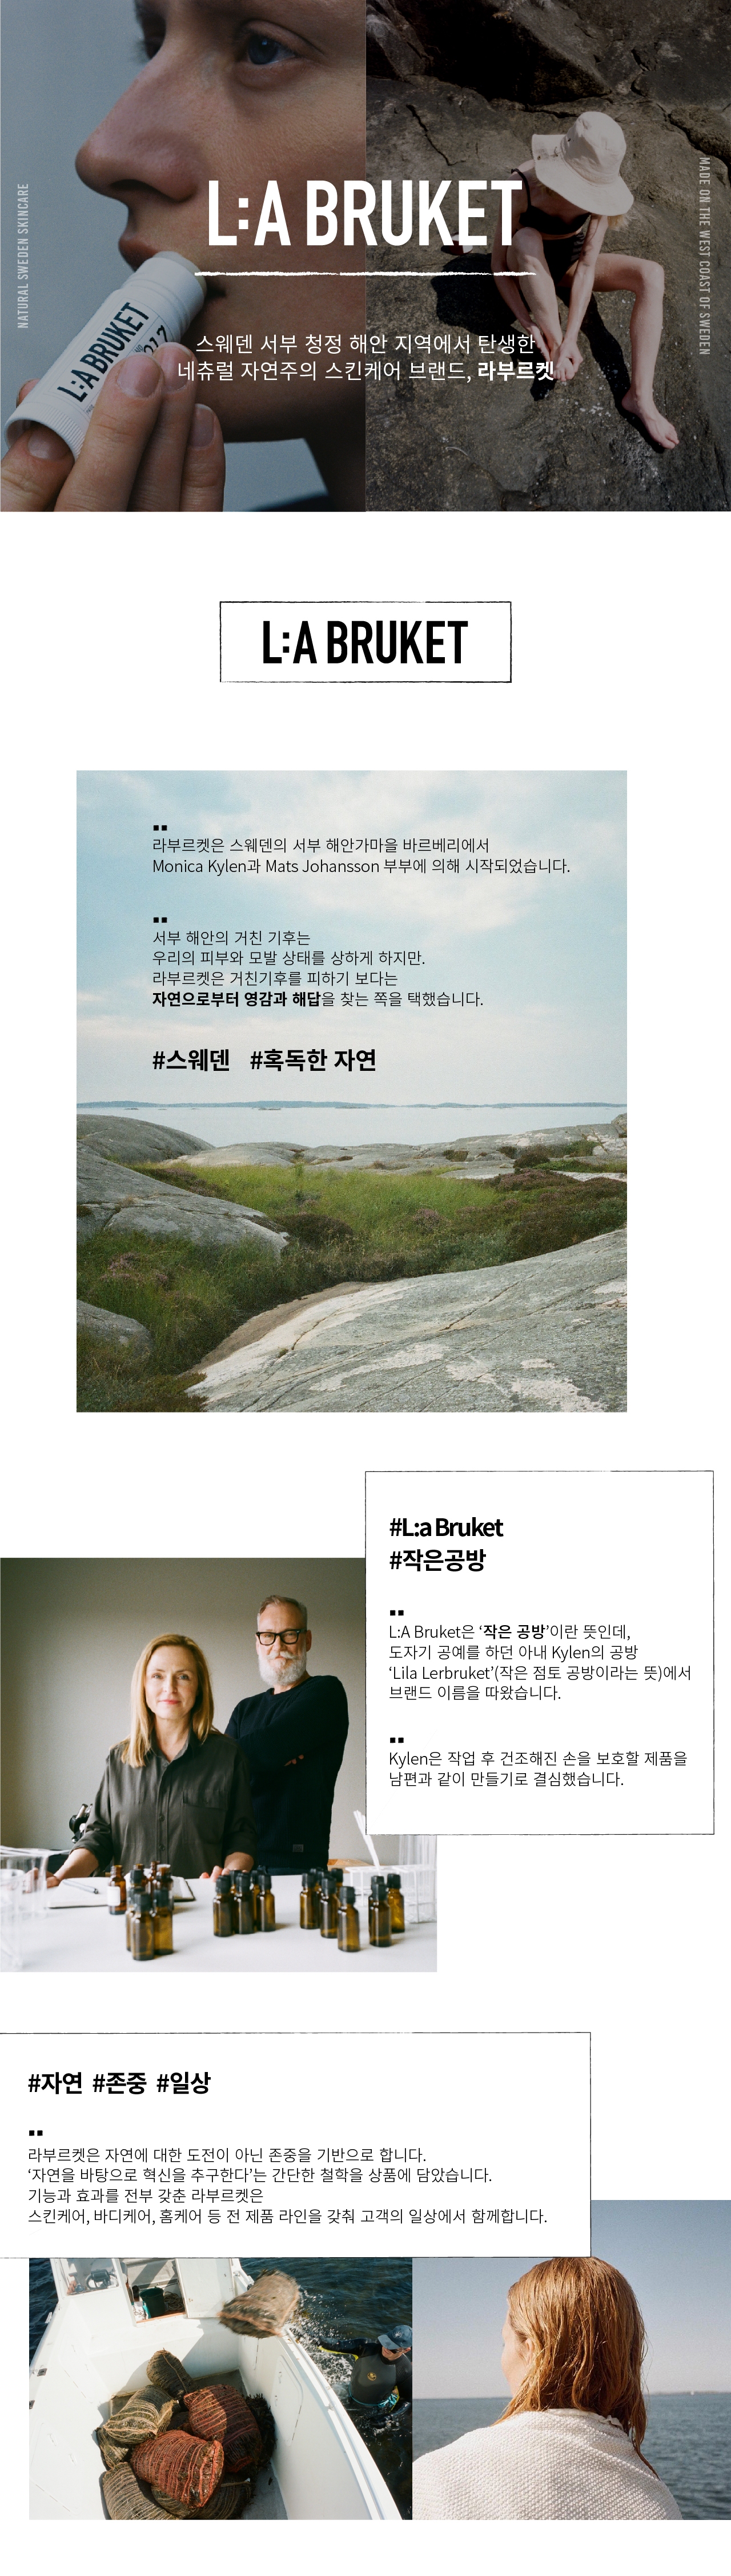 L:A BRUKET
NATURAL SWEDEN SKINCARE
MADE ON THE WEST COAST OF SWEDEN
L:A BRUKET
017
스웨덴 서부 청정 해안 지역에서 탄생한
네츄럴 자연주의 스킨케어 브랜드, 라부르켓
L:A BRUKET
라부르켓은 스웨덴의 서부 해안가마을 바르베리에서
Monica Kylen과 Mats Johansson 부부에 의해 시작되었습니다.
서부 해안의 거친 기후는
우리의 피부와 모발 상태를 상하게 하지만.
라부르켓은 거친기후를 피하기 보다는
자연으로부터 영감과 해답을 찾는 쪽을 택했습니다.
#스웨덴 #혹독한 자연
#L:a Bruket
#작은공방
L:A Bruket은 ‘작은 공방’이란 뜻인데,
도자기 공예를 하던 아내 Kylen의 공방
‘Lila Lerbruket’(작은 점토 공방이라는 뜻)에서
브랜드 이름을 따왔습니다.
Kylen은 작업 후 건조해진 손을 보호할 제품을
남편과 같이 만들기로 결심했습니다.
#자연 #존중 #일상
라부르켓은 자연에 대한 도전이 아닌 존중을 기반으로 합니다.
‘자연을 바탕으로 혁신을 추구한다’는 간단한 철학을 상품에 담았습니다.
기능과 효과를 전부 갖춘 라부르켓은
스킨케어, 바디케어, 홈케어 등 전 제품 라인을 갖춰 고객의 일상에서 함께합니다.